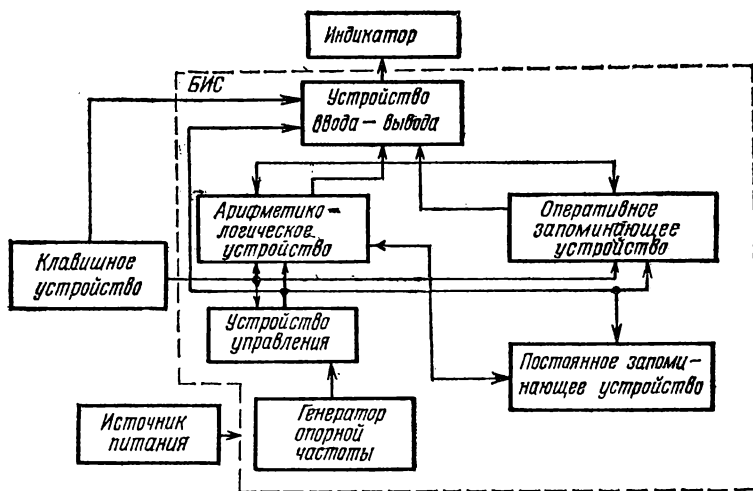 Индикатор
БИС
Устройство
ввода — вывода
Арифметико —
логическое
устройство
Оперативное
запоминающее
устройство
Клавишное
устройство
Устройство
управления
Постоянное запоми-
нающее устройство
Источник
питания
Генератор
опорной
частоты